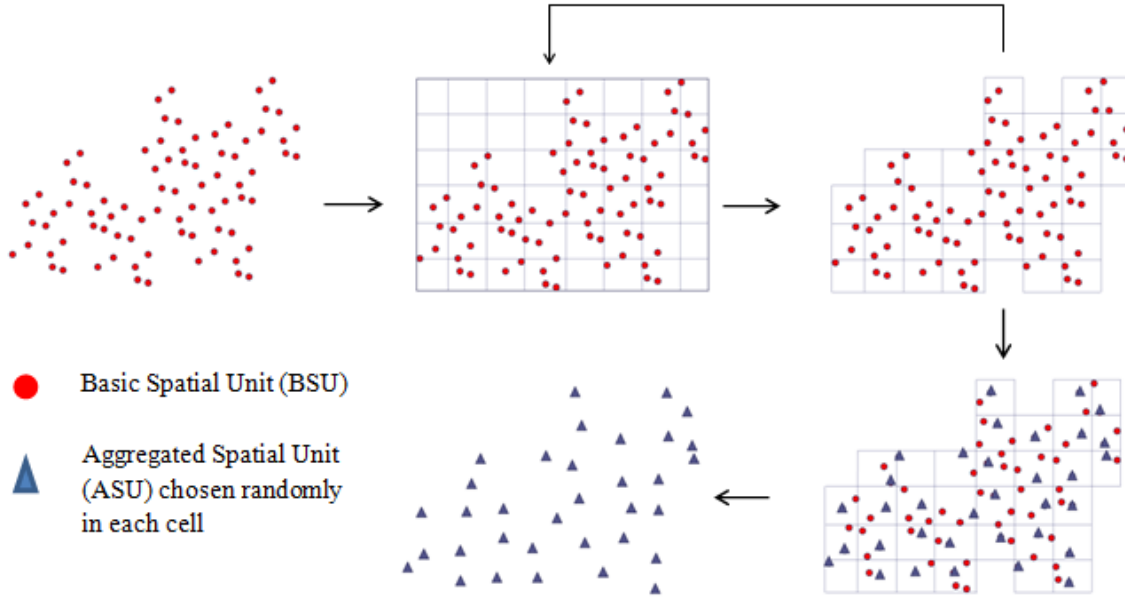 Basic Spatial Unit (BSU)
Aggregated Spatial Unit
(ASU) chosen randomly
in each cell